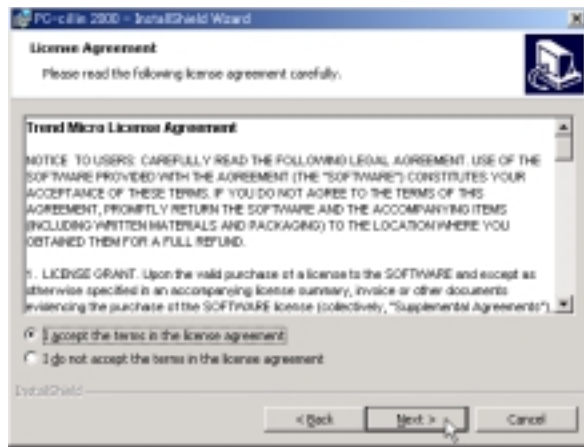 PC-cillin 2000 - InstallShield Wizard
License Agreement
Please read the following license agreement carefully.
Trend Micro License Agreement
NOTICE TO USERS: CAREFULLY READ THE FOLLOWING LEGAL AGREEMENT. USE OF THE
SOFTWARE PROVIDED WITH THE AGREEMENT (THE "SOFTWARE") CONSTITUTES YOUR
ACCEPTANCE OF THESE TERMS. IF YOU DO NOT AGREE TO THE TERMS OF THIS
AGREEMENT, PROMPTLY RETURN THE SOFTWARE AND THE ACCOMPANYING ITEMS
(INCLUDING WRITTEN MATERIALS AND PACKAGING) TO THE LOCATION WHERE YOU
OBTAINED THEM FOR A FULL REFUND.
1. LICENSE GRANT. Upon the valid purchase of a license to the SOFTWARE and except as
otherwise specified in an accompanying license summary, invoice or other documents
evidencing the purchase of the SOFTWARE license (collectively, "Supplemental Agreements")
I accept the terms in the license agreement
I do not accept the terms in the license agreement
InstallShield
< Back
Next >
Cancel